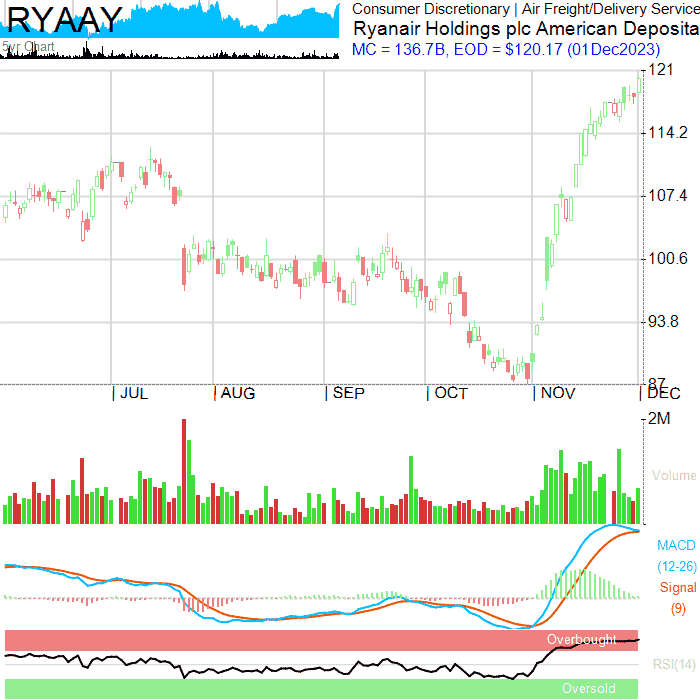 RYAAY
5yr Chart
Consumer Discretionary | Air Freight/Delivery Service
Ryanair Holdings plc American Deposita
MC = 136.7B, EOD = $120.17 (01Dec2023)
121
114.2
107.4
100.6
93.8
87
| JUL | AUG | SEP | OCT | NOV | DEC
2M
Volume
MACD
(12-26)
Signal
(9)
Overbought
RSI(14)
Oversold